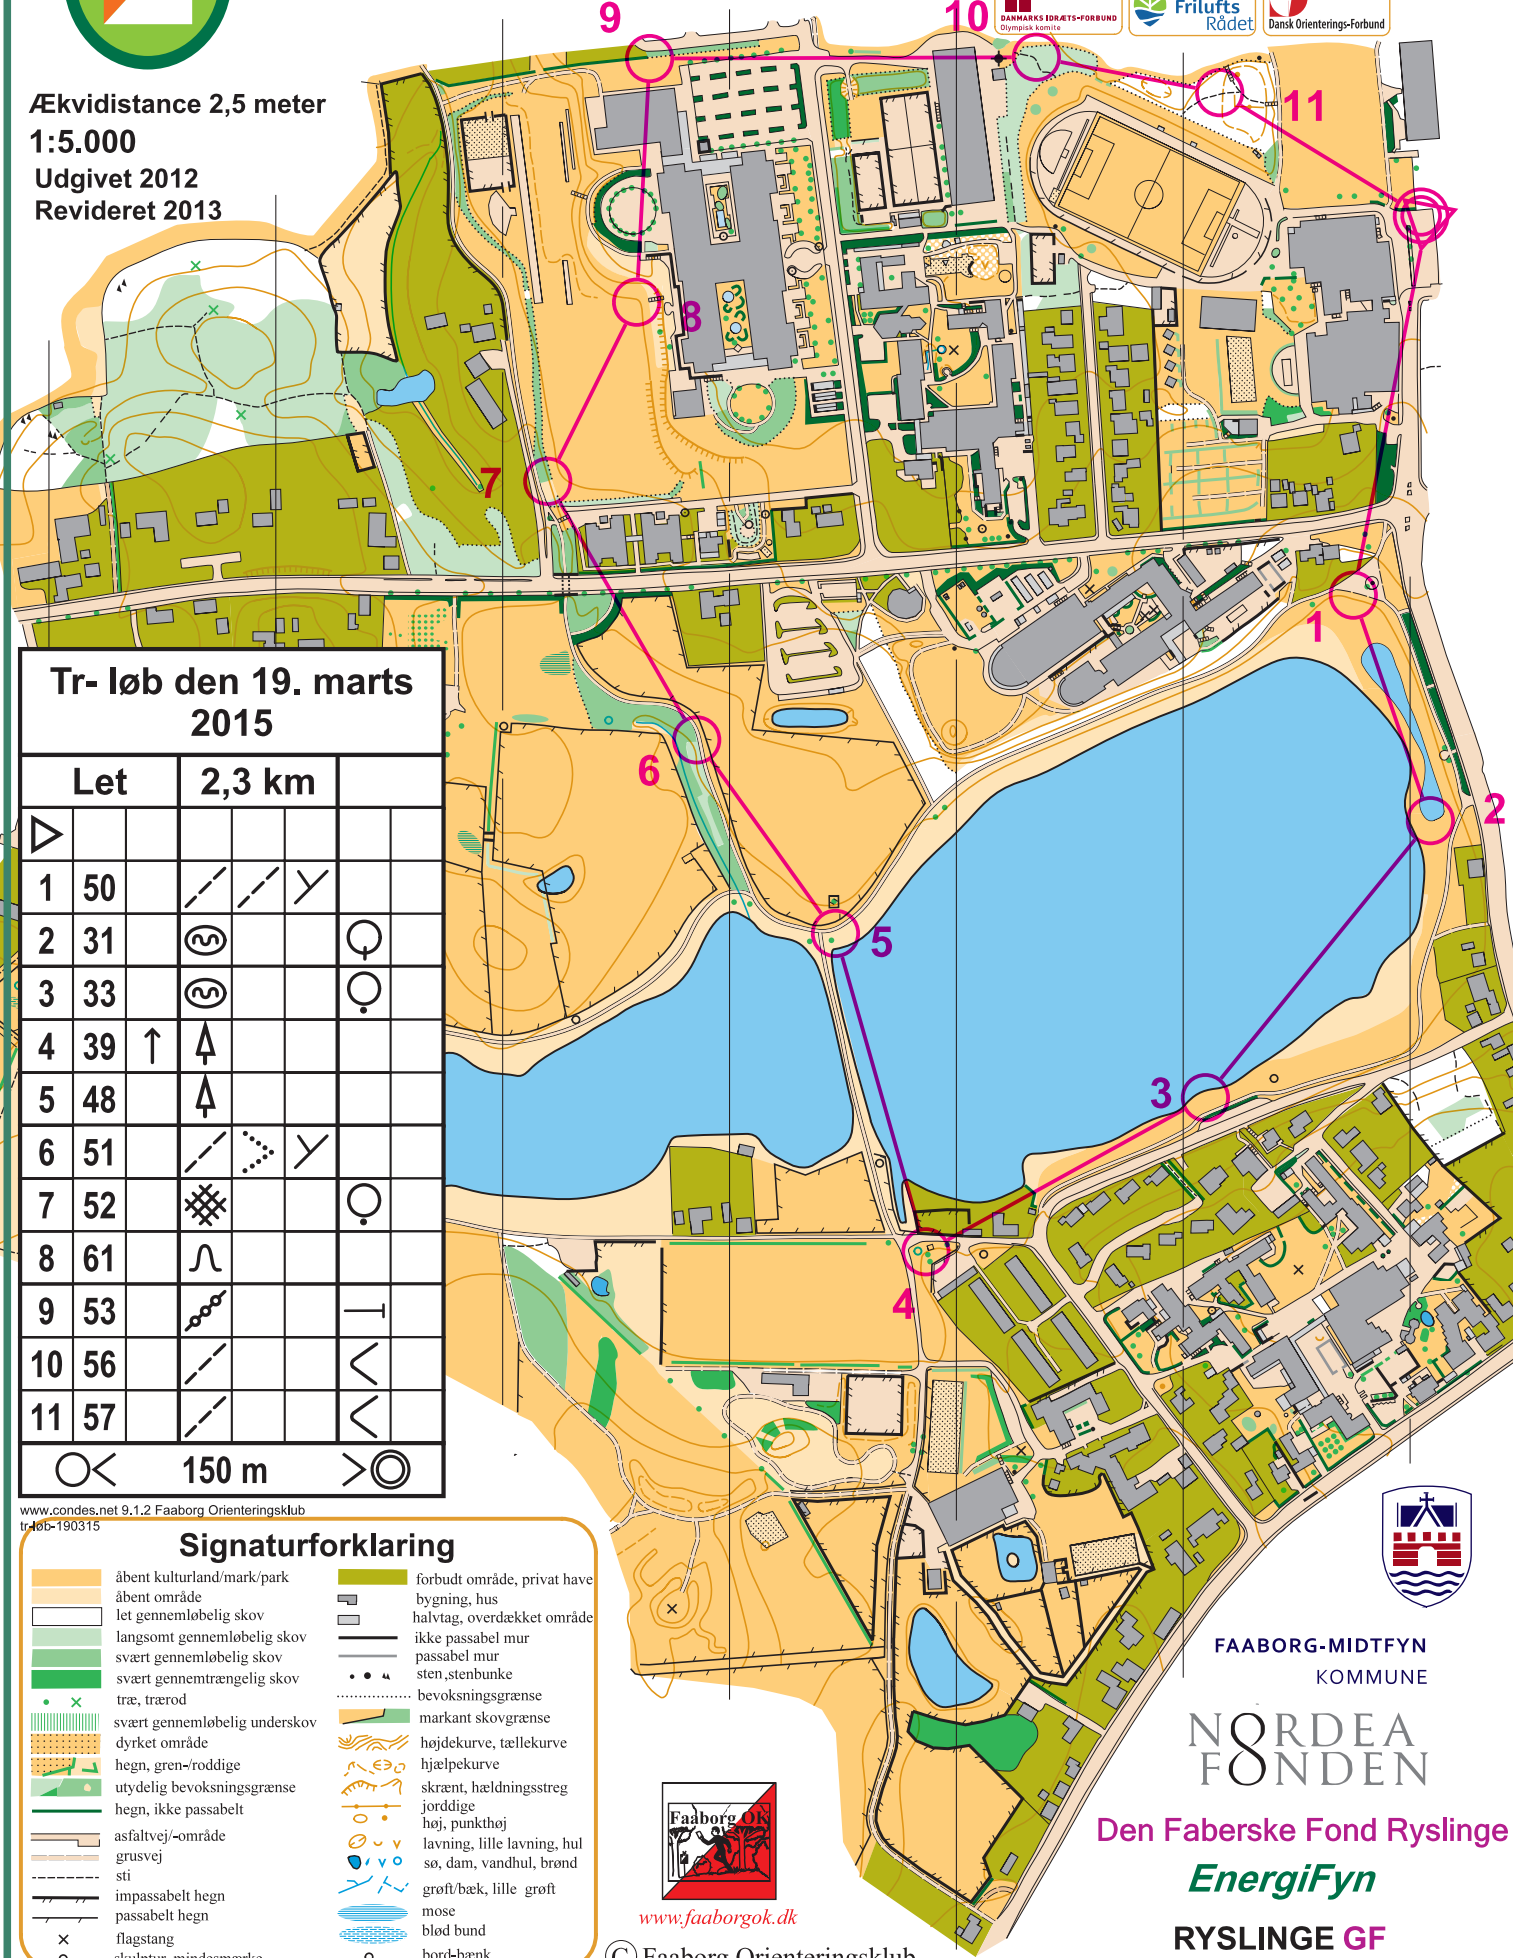 DANMARKS IDRÆTS-FORBUND
Olympisk komite
Frilufts
Rådet
Dansk Orienterings-Forbund
Ækvidistance 2,5 meter
1:5.000
Udgivet 2012
Revideret 2013
9
10
11
8
7
1
2
6
5
3
4
Tr- løb den 19. marts
2015
Let 2,3 km
1 50
2 31
3 33
4 39
5 48
6 51
7 52
8 61
9 53
10 56
11 57
150 m
www.condes.net 9.1.2 Faaborg Orienteringsklub
tr-løb-190315
Signaturforklaring
åbent kulturland/mark/park
åbent område
let gennemløbelig skov
langsomt gennemløbelig skov
svært gennemløbelig skov
svært gennemtrængelig skov
træ, trærod
svært gennemløbelig underskov
dyrket område
hegn, gren-/roddige
utydelig bevoksningsgrænse
hegn, ikke passabelt
asfaltvej/-område
grusvej
sti
impassabelt hegn
passabelt hegn
flagstang
skulptur, mindesmærke
forbudt område, privat have
bygning, hus
halvtag, overdækket område
ikke passabel mur
passabel mur
sten,stenbunke
bevoksningsgrænse
markant skovgrænse
højdekurve, tællekurve
hjælpekurve
skrænt, hældningsstreg
jorddige
høj, punkthøj
lavning, lille lavning, hul
sø, dam, vandhul, brønd
grøft/bæk, lille grøft
mose
blød bund
bord-bænk
Faaborg OK
www.faaborgok.dk
© Faaborg Orienteringsklub
FAABORG-MIDTFYN
KOMMUNE
NORDEA
FONDEN
Den Faberske Fond Ryslinge
EnergiFyn
RYSLINGE GF